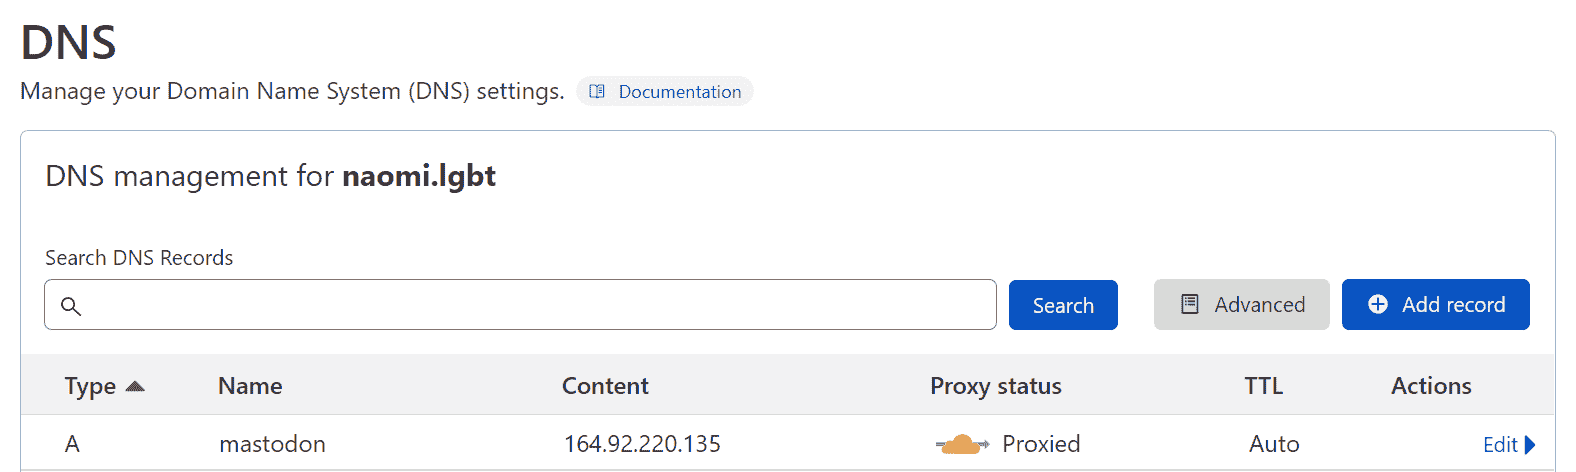 DNS
Manage your Domain Name System (DNS) settings. Documentation
DNS management for naomi.lgbt
Search DNS Records
Search Advanced Add record
Type Name Content Proxy status TTL Actions
A mastodon 164.92.220.135 Proxied Auto Edit